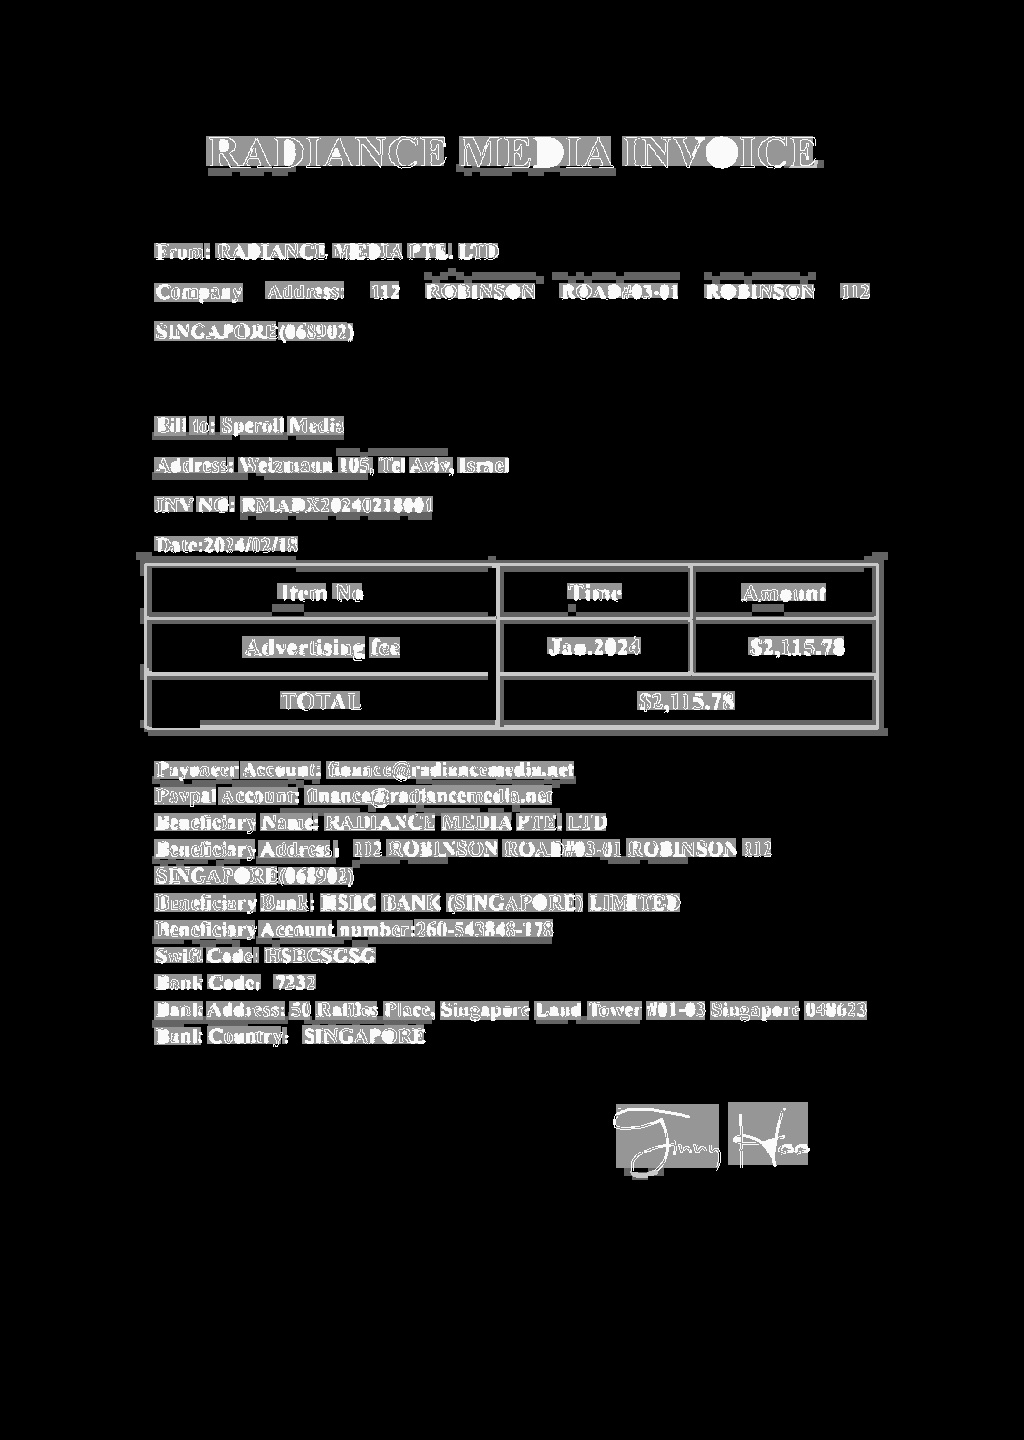 RADIANCE MEDIA INVOICE
From: RADIANCE MEDIA PTE. LTD
Company Address: 112 ROBINSON ROAD#03-01 ROBINSON 112
SINGAPORE(068902)
Bill to: Speroll Media
Address: Weizmann 105, Tel Aviv, Israel
INV NO: RMADX20240218001
Date:2024/02/18
Item No Time Amount
Advertising fee Jan.2024 $2,115.78
TOTAL $2,115.78
Payoneer Account: finance@radiancemedia.net
Paypal Account: finance@radiancemedia.net
Beneficiary Name: RADIANCE MEDIA PTE. LTD
Beneficiary Address: 112 ROBINSON ROAD#03-01 ROBINSON 112
SINGAPORE(068902)
Beneficiary Bank: HSBC BANK (SINGAPORE) LIMITED
Beneficiary Account number:260-543848-178
Swift Code: HSBCSGSG
Bank Code: 7232
Bank Address: 50 Raffles Place, Singapore Land Tower #01-03 Singapore 048623
Bank Country: SINGAPORE